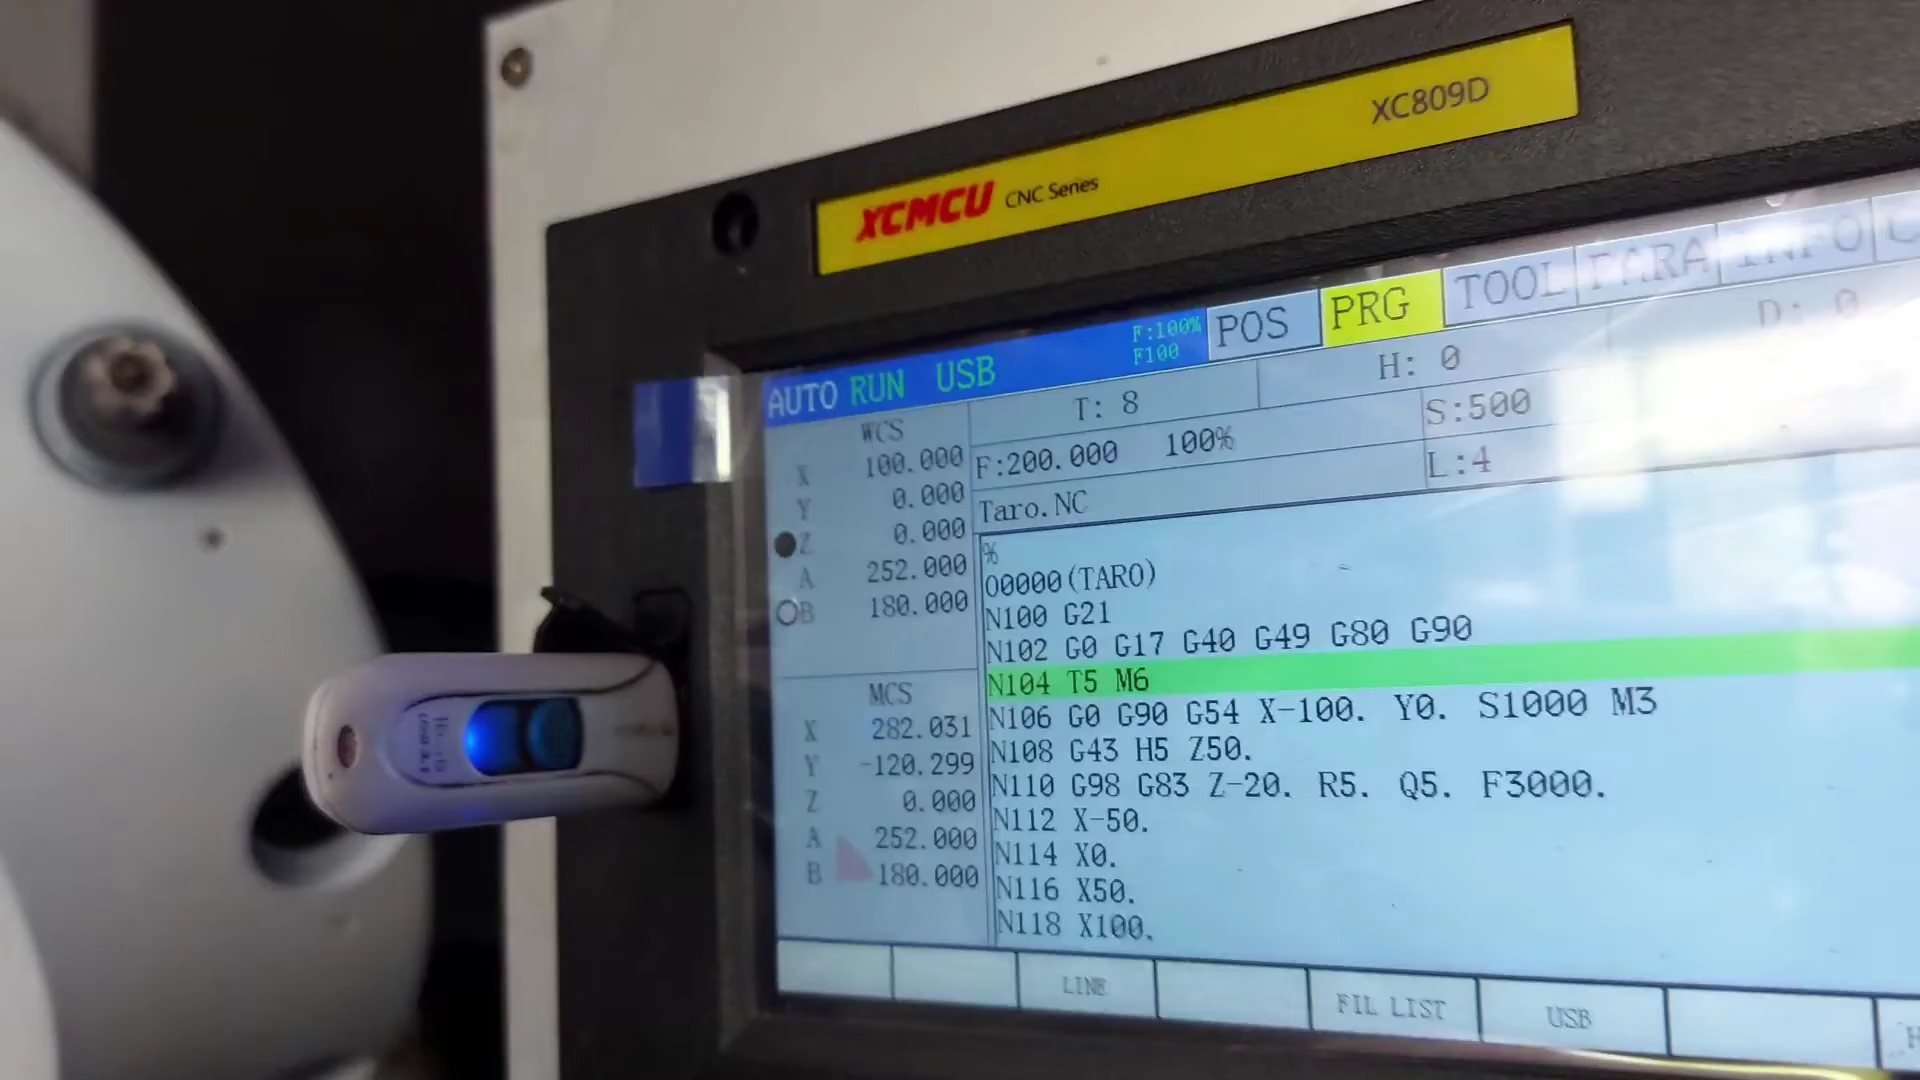 XC809D
XCMCU CNC Series
AUTO RUN USB F:100% F100 POS PRG TOOL PARA INFO
T: 8 H: 0 D: 0
F:200.000 100% S:500
L:4
Taro.NC
WCS
X 100.000
Y 0.000
Z 0.000
A 252.000
B 180.000
MCS
X 282.031
Y -120.299
Z 0.000
A 252.000
B 180.000
%
O0000(TARO)
N100 G21
N102 G0 G17 G40 G49 G80 G90
N104 T5 M6
N106 G0 G90 G54 X-100. Y0. S1000 M3
N108 G43 H5 Z50.
N110 G98 G83 Z-20. R5. Q5. F3000.
N112 X-50.
N114 X0.
N116 X50.
N118 X100.
LINE FIL LIST USB